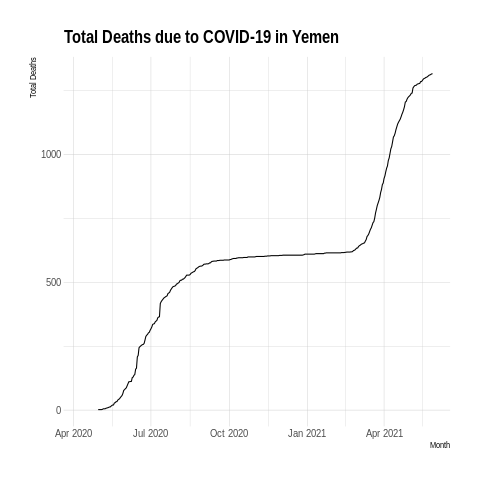 Total Deaths due to COVID-19 in Yemen
Total Deaths
1000
500
0
Apr 2020 Jul 2020 Oct 2020 Jan 2021 Apr 2021
Month